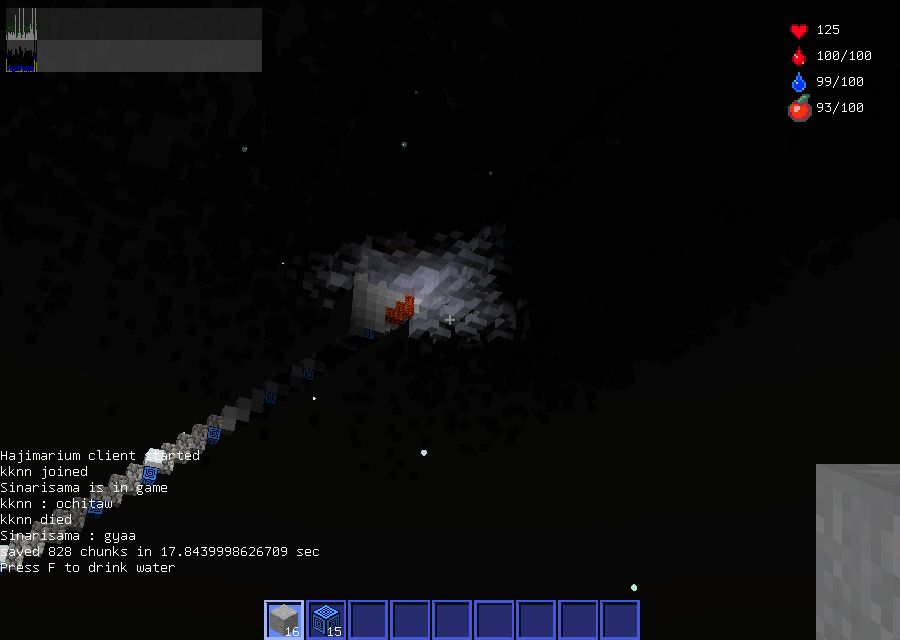 125
100/100
99/100
93/100
Hajimarium client started
kknn joined
Sinarisama is in game
kknn : ochitaw
kknn died
Sinarisama : gyaa
saved 828 chunks in 17.8439998626709 sec
Press F to drink water
16
15